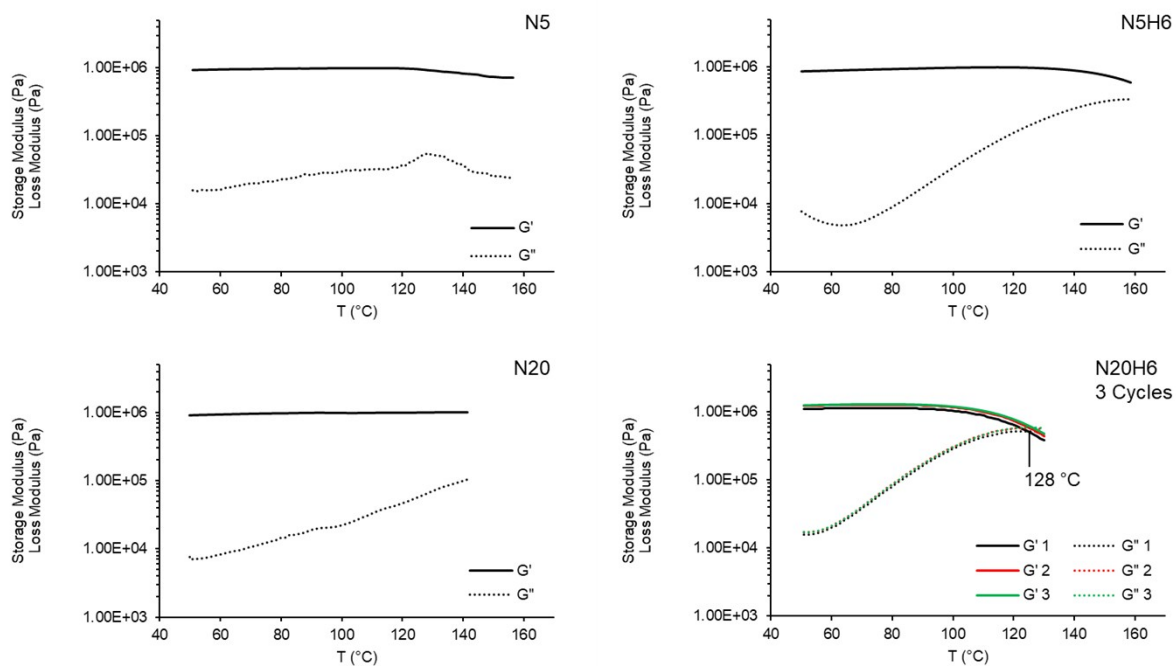 N5
Storage Modulus (Pa)
Loss Modulus (Pa)
1.00E+06
1.00E+05
1.00E+04
1.00E+03
40 60 80 100 120 140 160
T (°C)
G'
G"
N5H6
Storage Modulus (Pa)
Loss Modulus (Pa)
1.00E+06
1.00E+05
1.00E+04
1.00E+03
40 60 80 100 120 140 160
T (°C)
G'
G"
N20
Storage Modulus (Pa)
Loss Modulus (Pa)
1.00E+06
1.00E+05
1.00E+04
1.00E+03
40 60 80 100 120 140 160
T (°C)
G'
G"
N20H6
3 Cycles
Storage Modulus (Pa)
Loss Modulus (Pa)
1.00E+06
1.00E+05
1.00E+04
1.00E+03
128 °C
40 60 80 100 120 140 160
T (°C)
G' 1 G" 1
G' 2 G" 2
G' 3 G" 3